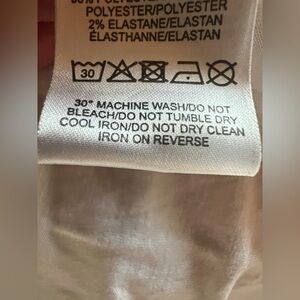 POLYESTER/POLYESTER
2% ELASTANE/ELASTAN
ÉLASTHANNE/ELASTAN
30
30° MACHINE WASH/DO NOT
BLEACH/DO NOT TUMBLE DRY
COOL IRON/DO NOT DRY CLEAN
IRON ON REVERSE